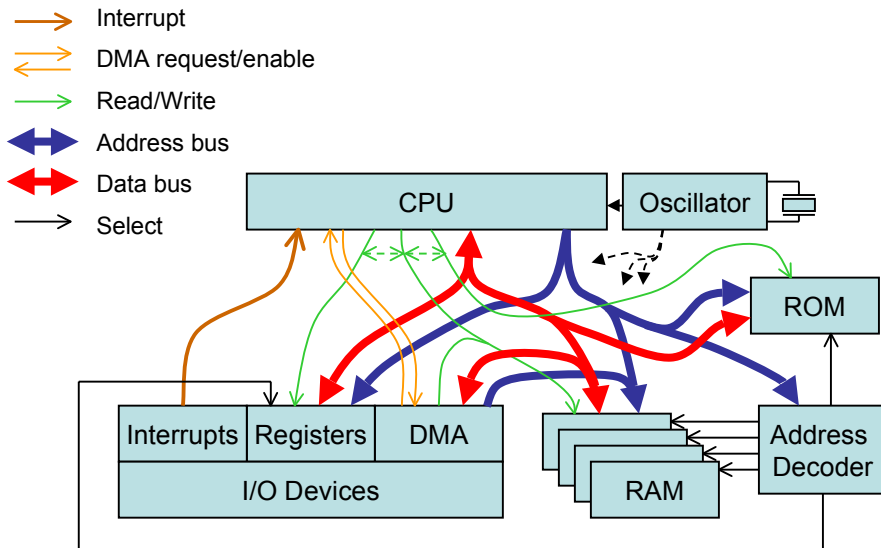 Interrupt
DMA request/enable
Read/Write
Address bus
Data bus
Select
CPU
Oscillator
ROM
Interrupts
Registers
DMA
I/O Devices
RAM
Address
Decoder